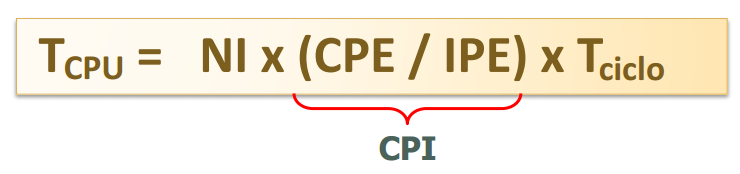 TCPU = NI x (CPE / IPE) x Tciclo
CPI